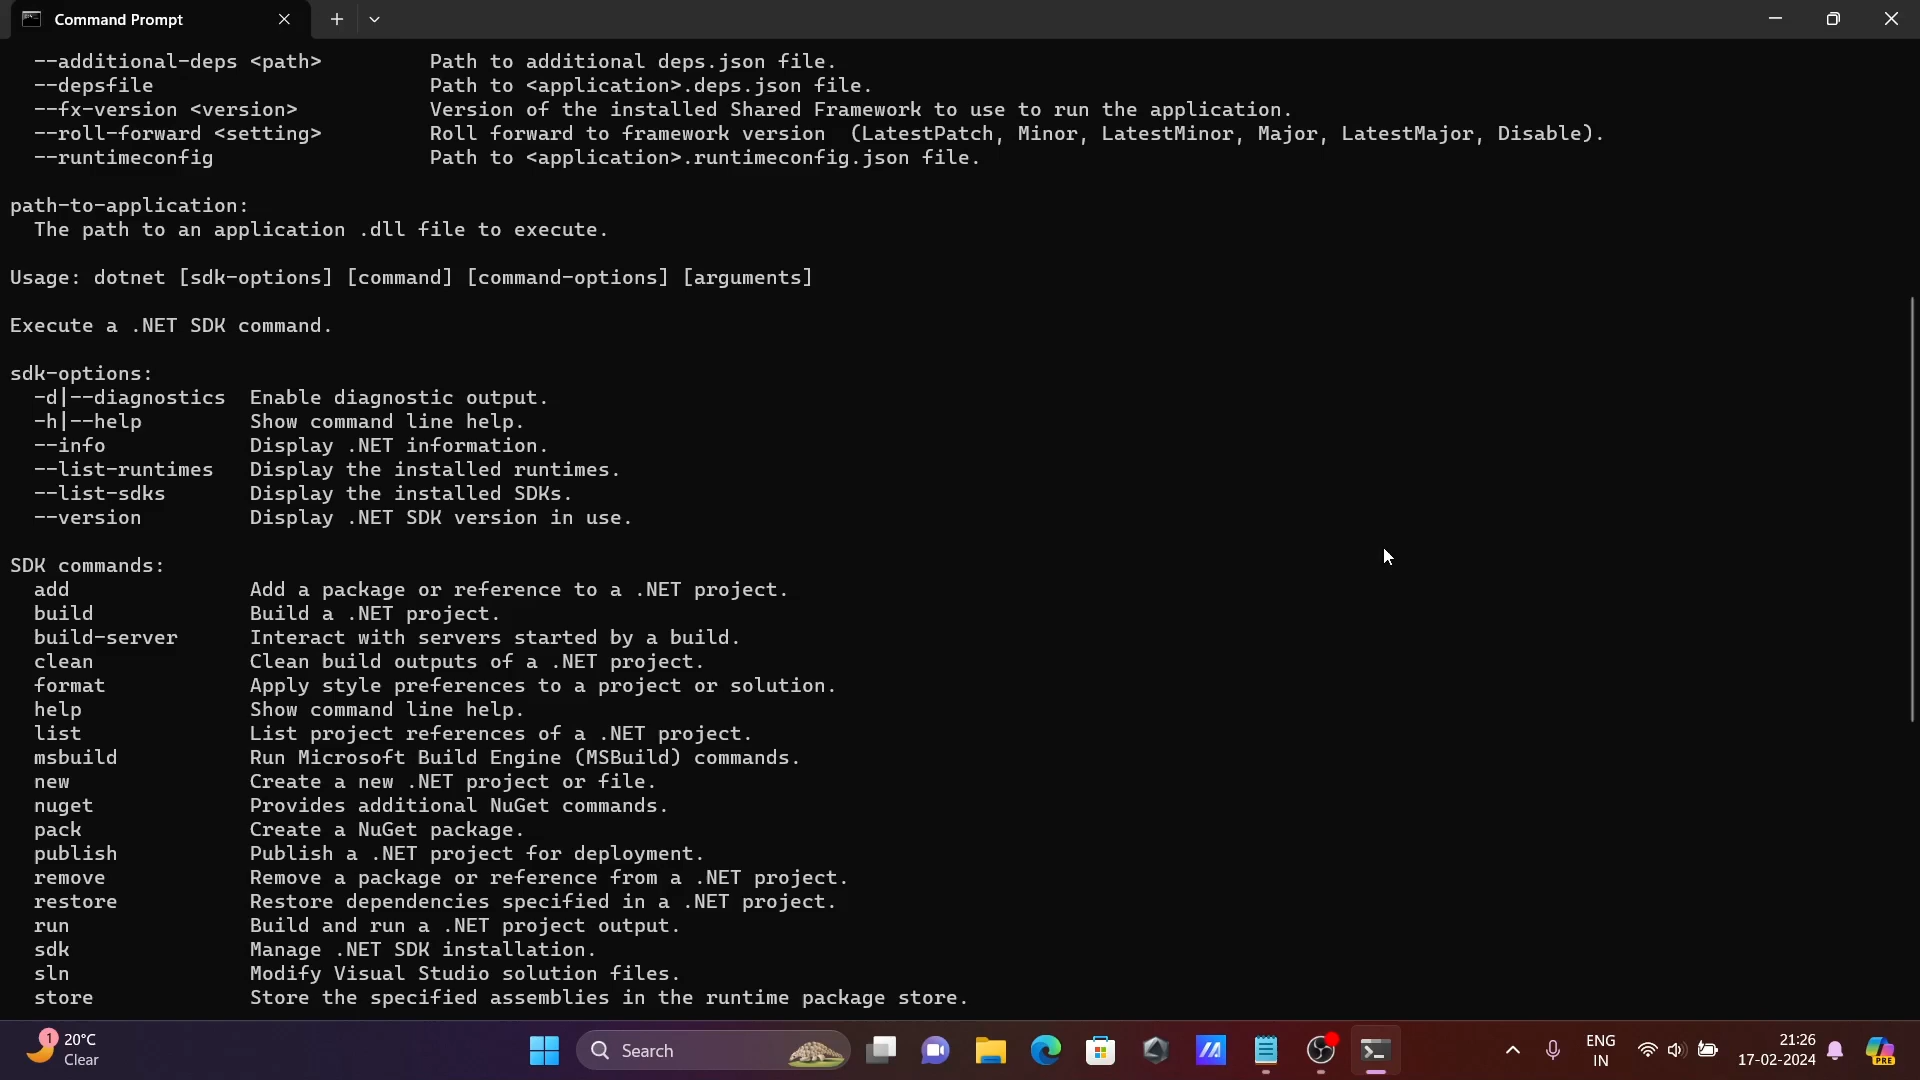 Command Prompt
--additional-deps <path>         Path to additional deps.json file.
--depsfile                       Path to <application>.deps.json file.
--fx-version <version>           Version of the installed Shared Framework to use to run the application.
--roll-forward <setting>         Roll forward to framework version  (LatestPatch, Minor, LatestMinor, Major, LatestMajor, Disable).
--runtimeconfig                  Path to <application>.runtimeconfig.json file.
path-to-application:
The path to an application .dll file to execute.
Usage: dotnet [sdk-options] [command] [command-options] [arguments]
Execute a .NET SDK command.
sdk-options:
-d|--diagnostics  Enable diagnostic output.
-h|--help         Show command line help.
--info            Display .NET information.
--list-runtimes   Display the installed runtimes.
--list-sdks       Display the installed SDKs.
--version         Display .NET SDK version in use.
SDK commands:
add               Add a package or reference to a .NET project.
build             Build a .NET project.
build-server      Interact with servers started by a build.
clean             Clean build outputs of a .NET project.
format            Apply style preferences to a project or solution.
help              Show command line help.
list              List project references of a .NET project.
msbuild           Run Microsoft Build Engine (MSBuild) commands.
new               Create a new .NET project or file.
nuget             Provides additional NuGet commands.
pack              Create a NuGet package.
publish           Publish a .NET project for deployment.
remove            Remove a package or reference from a .NET project.
restore           Restore dependencies specified in a .NET project.
run               Build and run a .NET project output.
sdk               Manage .NET SDK installation.
sln               Modify Visual Studio solution files.
store             Store the specified assemblies in the runtime package store.
1
20°C
Clear
Search
ENG
IN
21:26
17-02-2024
PRE